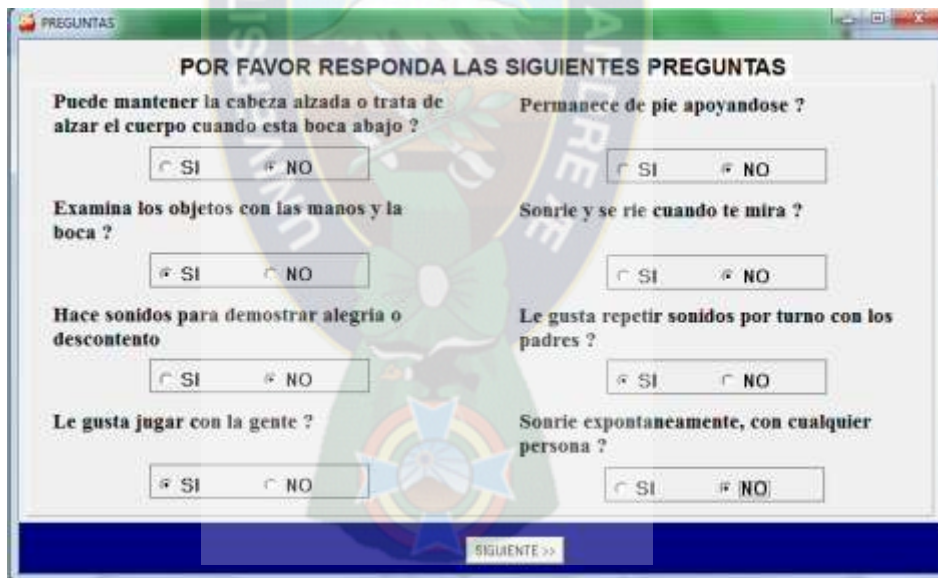 PREGUNTAS
POR FAVOR RESPONDA LAS SIGUIENTES PREGUNTAS
Puede mantener la cabeza alzada o trata de
alzar el cuerpo cuando esta boca abajo ?
SI NO
Examina los objetos con las manos y la
boca ?
SI NO
Hace sonidos para demostrar alegria o
descontento
SI NO
Le gusta jugar con la gente ?
SI NO
Permanece de pie apoyandose ?
SI NO
Sonrie y se rie cuando te mira ?
SI NO
Le gusta repetir sonidos por turno con los
padres ?
SI NO
Sonrie expontaneamente, con cualquier
persona ?
SI NO
SIGUIENTE >>